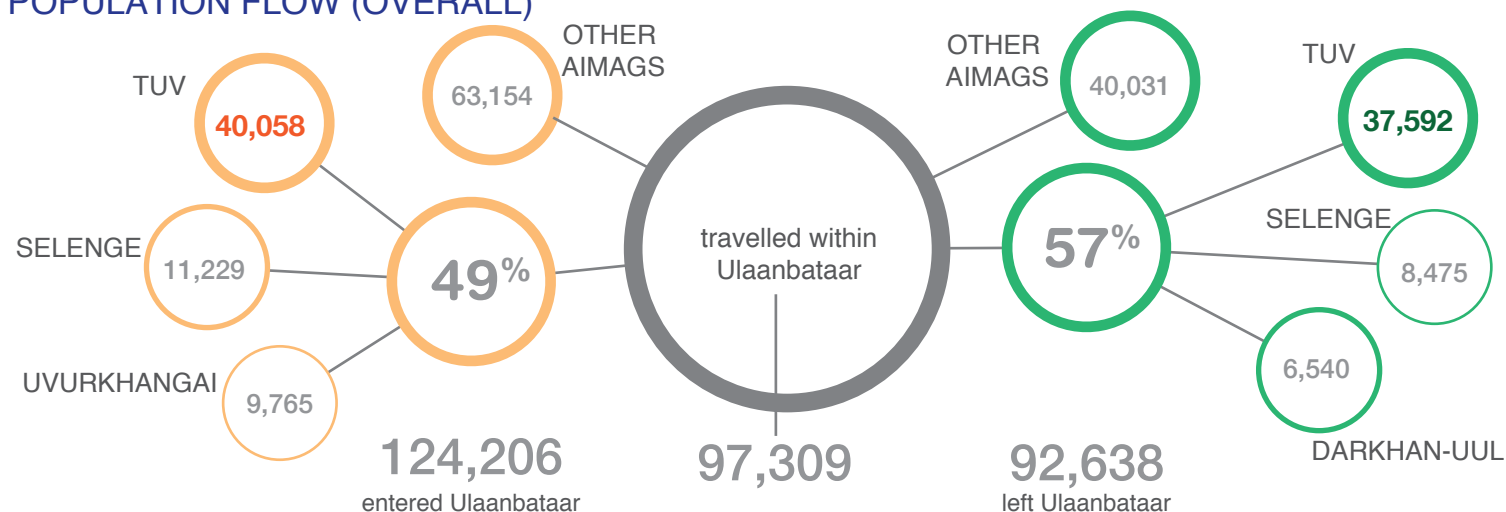 POPULATION FLOW (OVERALL)
OTHER
AIMAGS
63,154
TUV
40,058
SELENGE
11,229
UVURKHANGAI
9,765
49%
124,206
entered Ulaanbataar
travelled within
Ulaanbataar
97,309
OTHER
AIMAGS
40,031
TUV
37,592
57%
SELENGE
8,475
6,540
DARKHAN-UUL
92,638
left Ulaanbataar